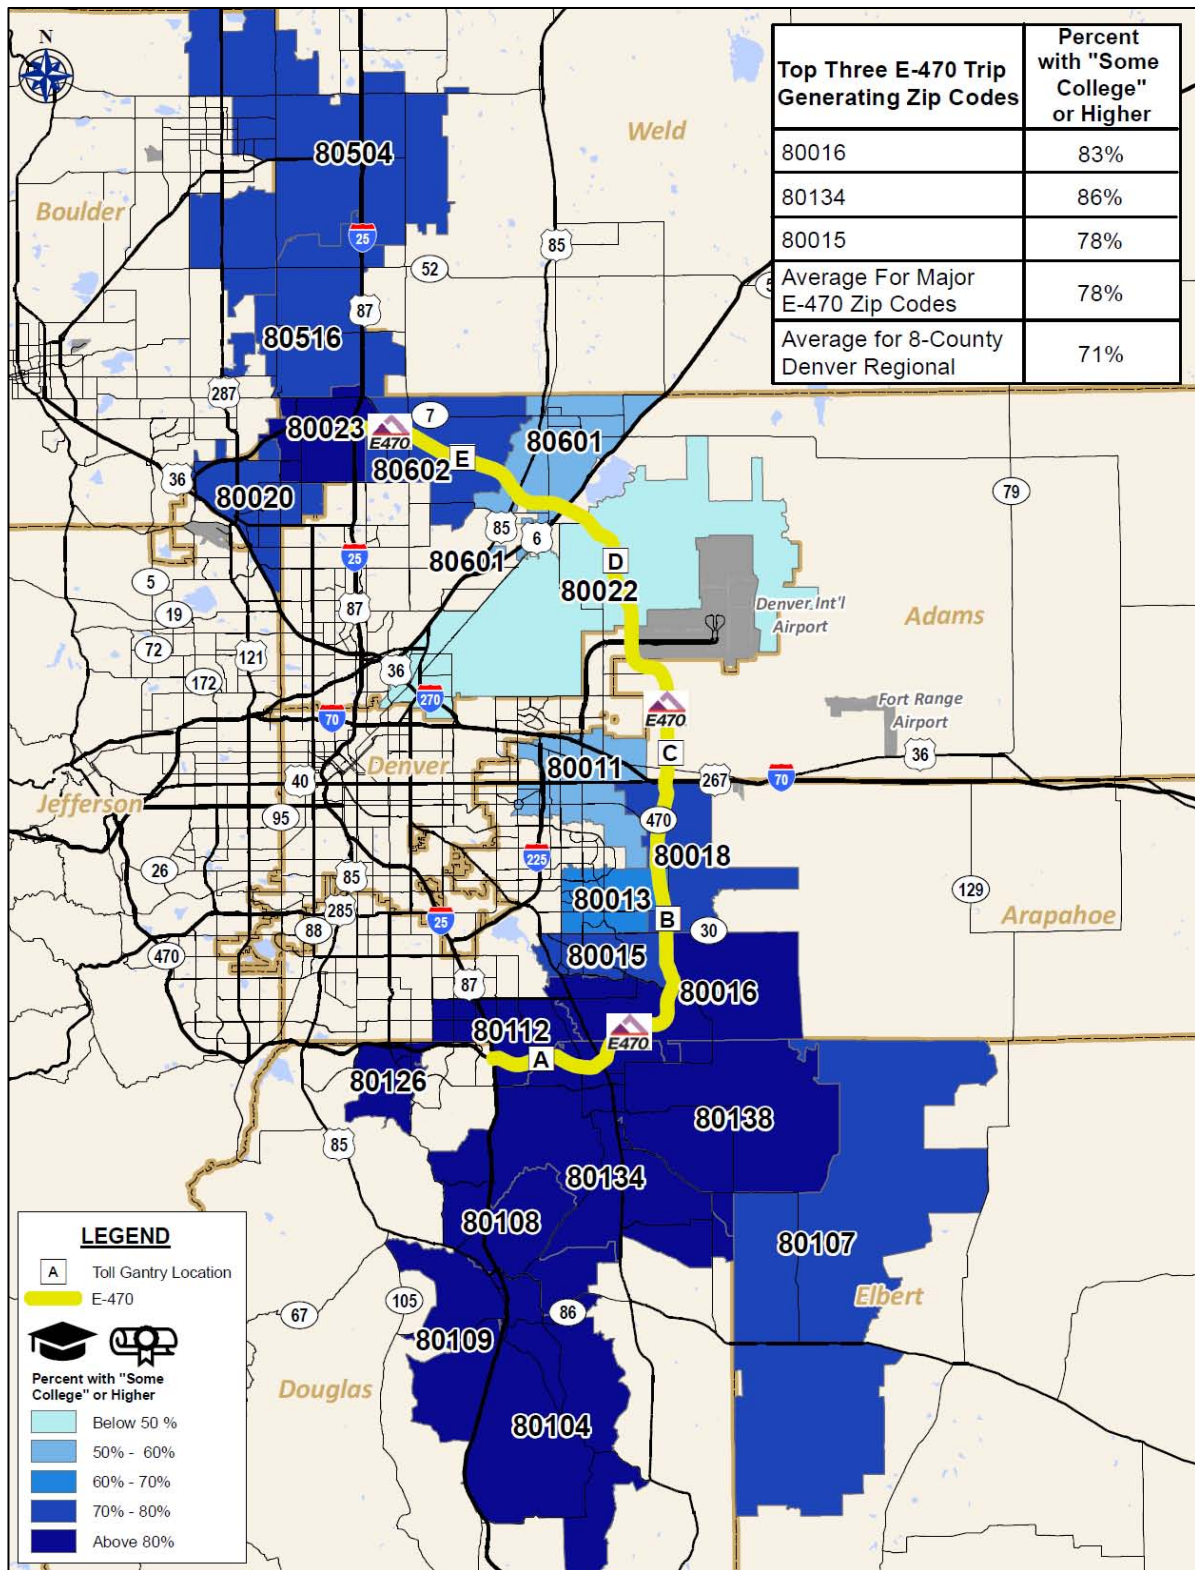 N
Top Three E-470 Trip
Generating Zip Codes
Percent
with "Some
College"
or Higher
80016
83%
80134
86%
80015
78%
Average For Major
E-470 Zip Codes
78%
Average for 8-County
Denver Regional
71%
Weld
80504
Boulder
25
85
52
87
80516
287
7
80023
E470
80601
E
80602
36
80020
79
85
6
80601
D
25
5
80022
87
Denver Int'l
Airport
Adams
19
72
121
36
172
270
E470
Fort Range
Airport
70
C
36
Denver
80011
267
70
40
Jefferson
95
470
225
80018
26
85
80013
129
285
25
B
Arapahoe
88
30
470
80015
87
80016
80112
E470
A
80126
80138
85
80134
80108
80107
LEGEND
A Toll Gantry Location
E-470
Percent with "Some
College" or Higher
Below 50 %
50% - 60%
60% - 70%
70% - 80%
Above 80%
Elbert
105
86
67
80109
Douglas
80104